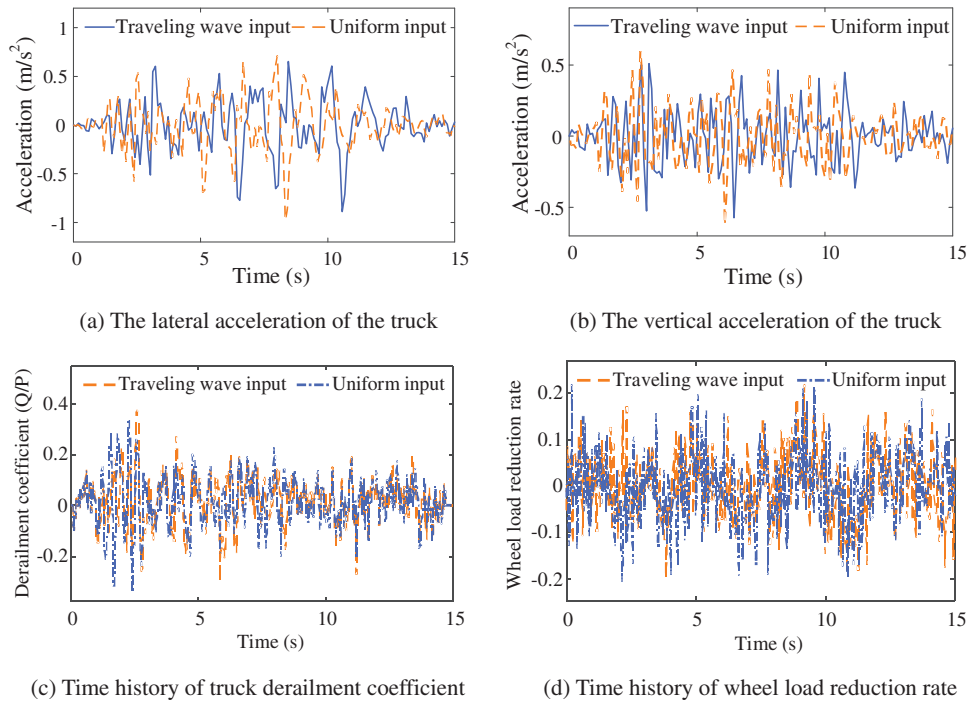 Traveling wave input Uniform input
Acceleration (m/s²)
1
0.5
0
-0.5
-1
0 5 10 15
Time (s)
(a) The lateral acceleration of the truck
Traveling wave input Uniform input
Acceleration (m/s²)
0.5
0
-0.5
0 5 10 15
Time (s)
(b) The vertical acceleration of the truck
Traveling wave input Uniform input
Derailment coefficient (Q/P)
0.4
0.2
0
-0.2
0 5 10 15
Time (s)
(c) Time history of truck derailment coefficient
Traveling wave input Uniform input
Wheel load reduction rate
0.2
0.1
0
-0.1
-0.2
0 5 10 15
Time (s)
(d) Time history of wheel load reduction rate